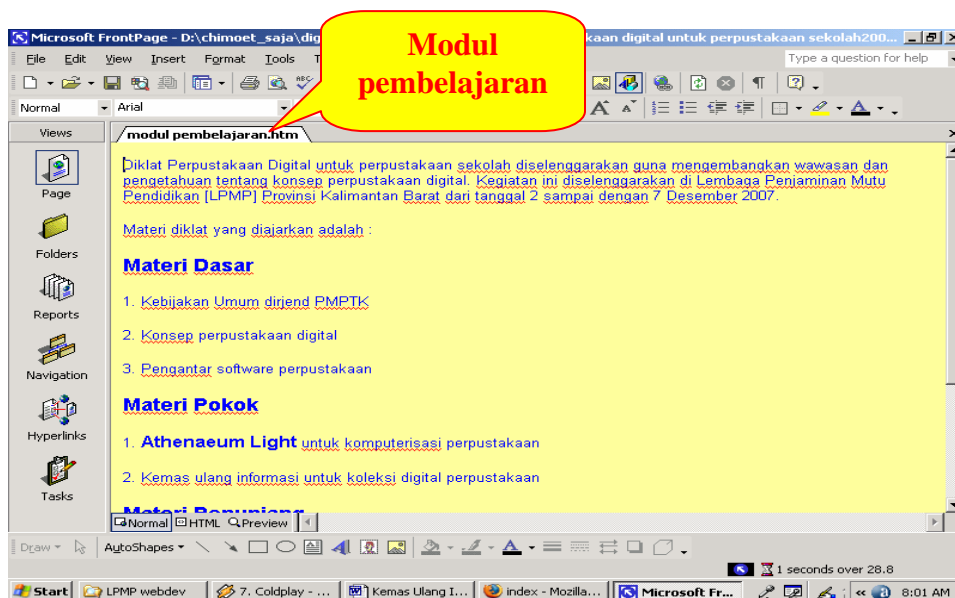 Microsoft FrontPage - D:\chimoet_saja\dig
kaan digital untuk perpustakaan sekolah200...
Modul
pembelajaran
File Edit View Insert Format Tools T
Type a question for help
Normal Arial
Views
modul pembelajaran.htm
Page
Folders
Reports
Navigation
Hyperlinks
Tasks
Diklat Perpustakaan Digital untuk perpustakaan sekolah diselenggarakan guna mengembangkan wawasan dan
pengetahuan tentang konsep perpustakaan digital. Kegiatan ini diselenggarakan di Lembaga Penjaminan Mutu
Pendidikan [LPMP] Provinsi Kalimantan Barat dari tanggal 2 sampai dengan 7 Desember 2007.
Materi diklat yang diajarkan adalah :
Materi Dasar
1. Kebijakan Umum dirjend PMPTK
2. Konsep perpustakaan digital
3. Pengantar software perpustakaan
Materi Pokok
1. Athenaeum Light untuk komputerisasi perpustakaan
2. Kemas ulang informasi untuk koleksi digital perpustakaan
Materi Penunjang
Normal HTML Preview
Draw AutoShapes
1 seconds over 28.8
Start LPMP webdev 7. Coldplay - ... Kemas Ulang I... index - Mozilla... Microsoft Fr... 8:01 AM